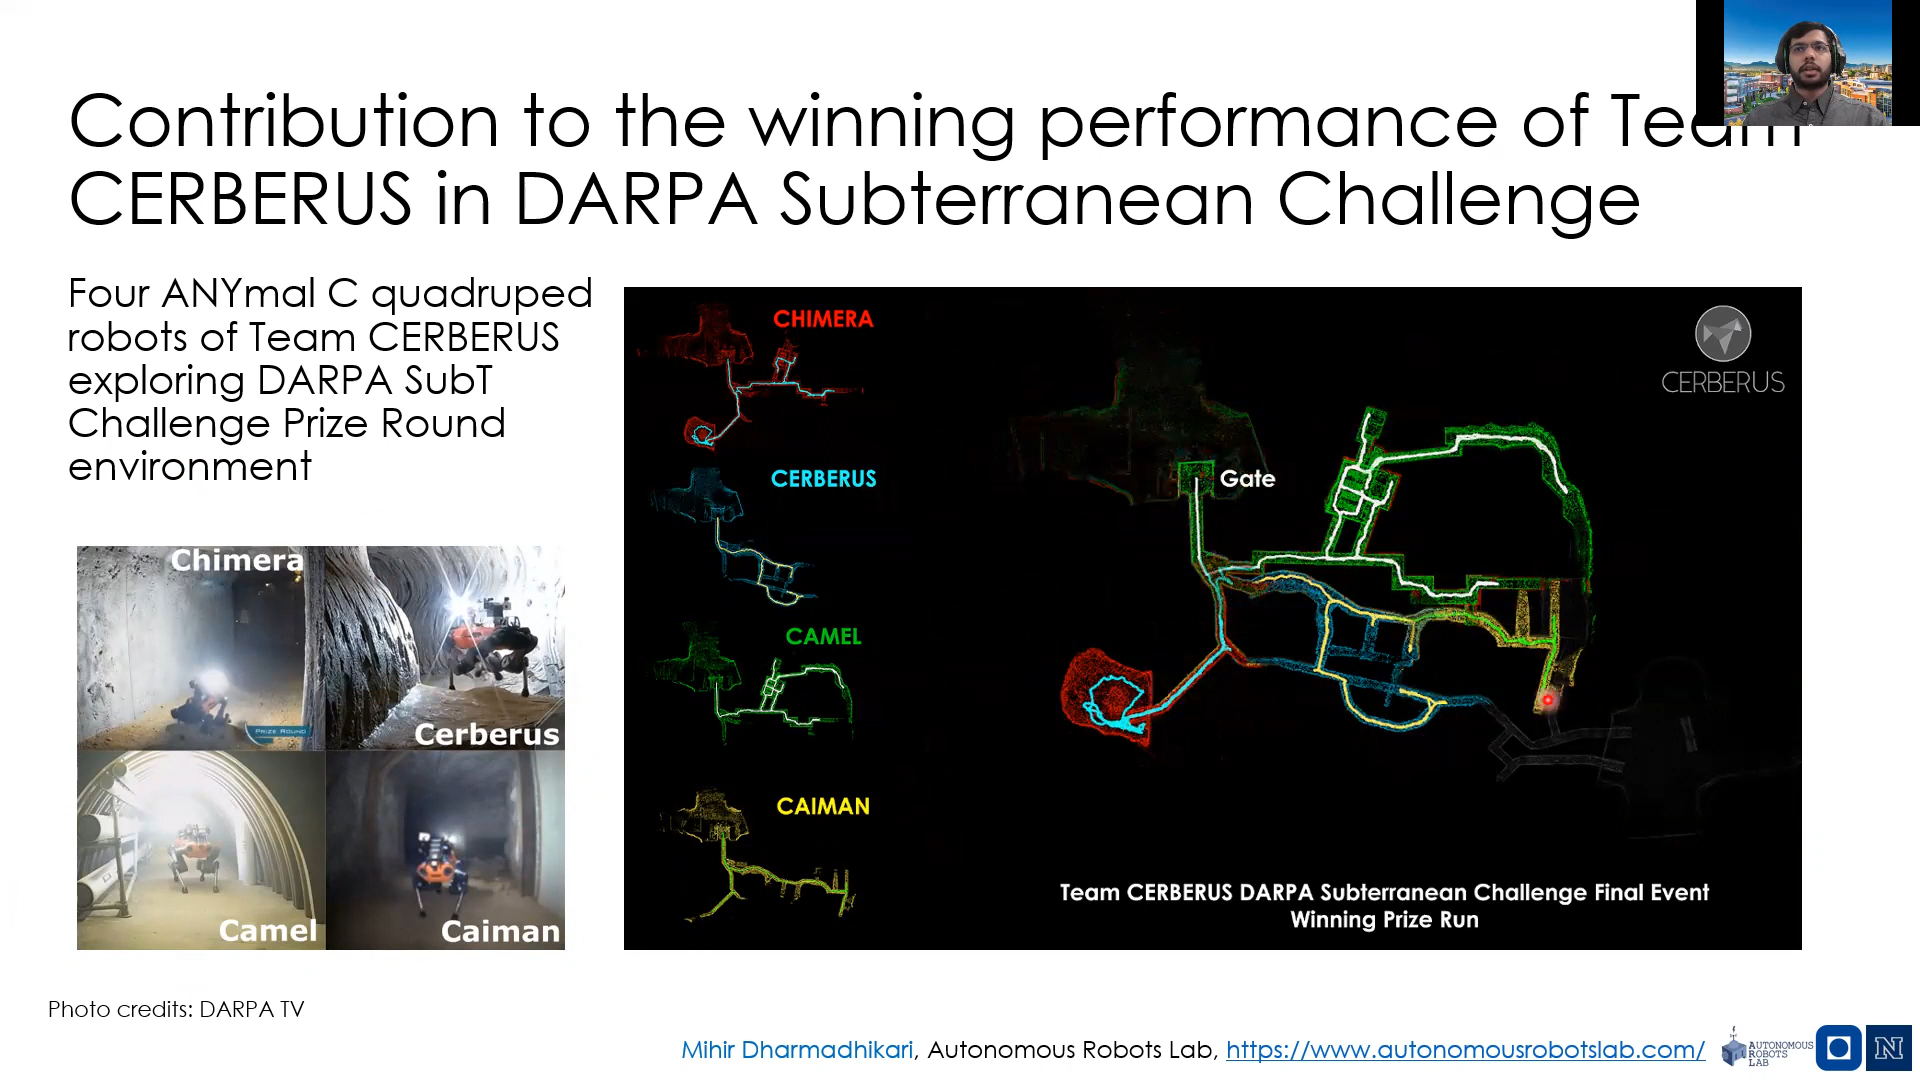 Contribution to the winning performance of Team
CERBERUS in DARPA Subterranean Challenge
Four ANYmal C quadruped
robots of Team CERBERUS
exploring DARPA SubT
Challenge Prize Round
environment
Chimera
PRIZE ROUND
Cerberus
Camel
Caiman
Photo credits: DARPA TV
CHIMERA
CERBERUS
CAMEL
CAIMAN
Gate
CERBERUS
Team CERBERUS DARPA Subterranean Challenge Final Event
Winning Prize Run
Mihir Dharmadhikari, Autonomous Robots Lab, https://www.autonomousrobotslab.com/
AUTONOMOUS
ROBOTS
LAB
N